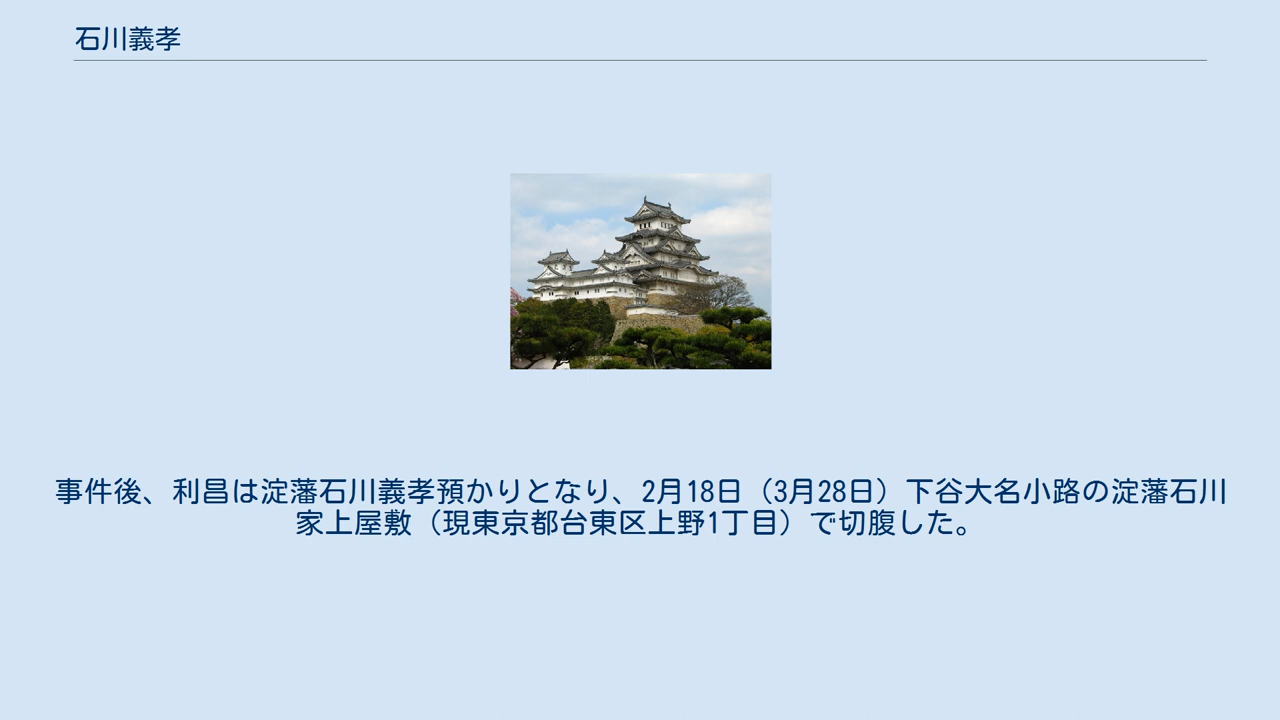 石川義孝
事件後、利昌は淀藩石川義孝預かりとなり、2月18日（3月28日）下谷大名小路の淀藩石川
家上屋敷（現東京都台東区上野1丁目）で切腹した。